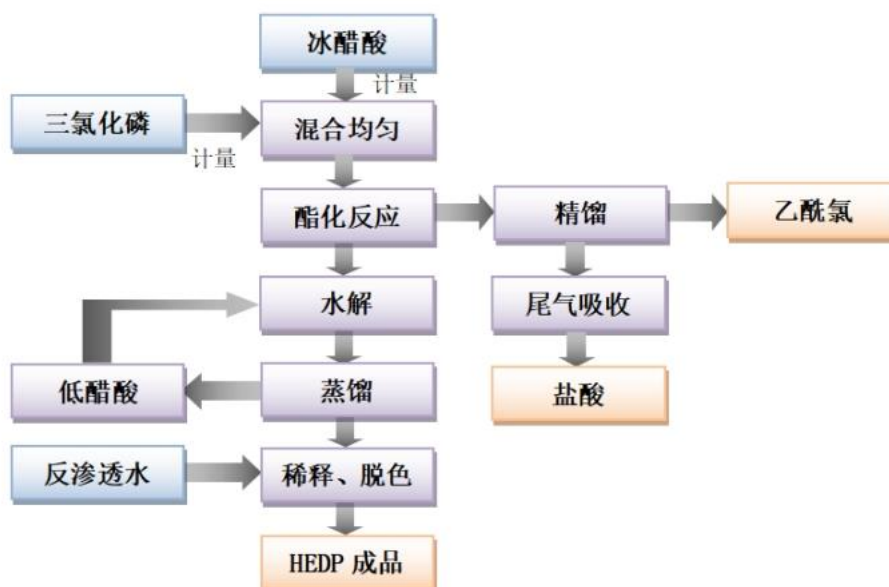 冰醋酸
计量
三氯化磷
计量
混合均匀
酯化反应
精馏
乙酰氯
水解
尾气吸收
低醋酸
蒸馏
盐酸
反渗透水
稀释、脱色
HEDP 成品